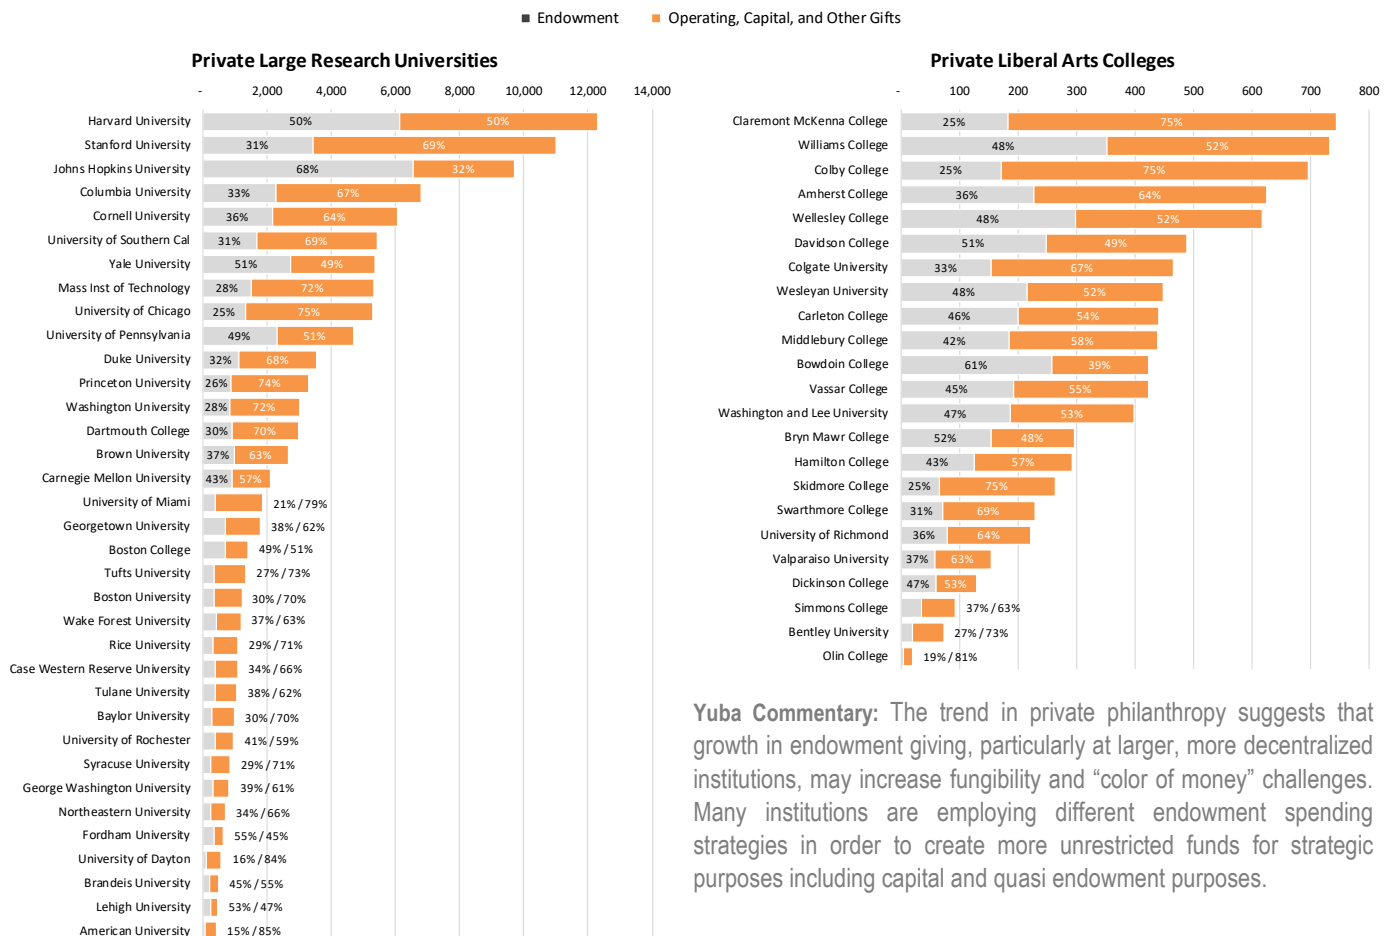 Endowment
Operating, Capital, and Other Gifts
Private Large Research Universities
- 2,000 4,000 6,000 8,000 10,000 12,000 14,000
Harvard University 50% 50%
Stanford University 31% 69%
Johns Hopkins University 68% 32%
Columbia University 33% 67%
Cornell University 36% 64%
University of Southern Cal 31% 69%
Yale University 51% 49%
Mass Inst of Technology 28% 72%
University of Chicago 25% 75%
University of Pennsylvania 49% 51%
Duke University 32% 68%
Princeton University 26% 74%
Washington University 28% 72%
Dartmouth College 30% 70%
Brown University 37% 63%
Carnegie Mellon University 43% 57%
University of Miami 21% / 79%
Georgetown University 38% / 62%
Boston College 49% / 51%
Tufts University 27% / 73%
Boston University 30% / 70%
Wake Forest University 37% / 63%
Rice University 29% / 71%
Case Western Reserve University 34% / 66%
Tulane University 38% / 62%
Baylor University 30% / 70%
University of Rochester 41% / 59%
Syracuse University 29% / 71%
George Washington University 39% / 61%
Northeastern University 34% / 66%
Fordham University 55% / 45%
University of Dayton 16% / 84%
Brandeis University 45% / 55%
Lehigh University 53% / 47%
American University 15% / 85%
Private Liberal Arts Colleges
- 100 200 300 400 500 600 700 800
Claremont McKenna College 25% 75%
Williams College 48% 52%
Colby College 25% 75%
Amherst College 36% 64%
Wellesley College 48% 52%
Davidson College 51% 49%
Colgate University 33% 67%
Wesleyan University 48% 52%
Carleton College 46% 54%
Middlebury College 42% 58%
Bowdoin College 61% 39%
Vassar College 45% 55%
Washington and Lee University 47% 53%
Bryn Mawr College 52% 48%
Hamilton College 43% 57%
Skidmore College 25% 75%
Swarthmore College 31% 69%
University of Richmond 36% 64%
Valparaiso University 37% 63%
Dickinson College 47% 53%
Simmons College 37% / 63%
Bentley University 27% / 73%
Olin College 19% / 81%
Yuba Commentary: The trend in private philanthropy suggests that
growth in endowment giving, particularly at larger, more decentralized
institutions, may increase fungibility and “color of money” challenges.
Many institutions are employing different endowment spending
strategies in order to create more unrestricted funds for strategic
purposes including capital and quasi endowment purposes.